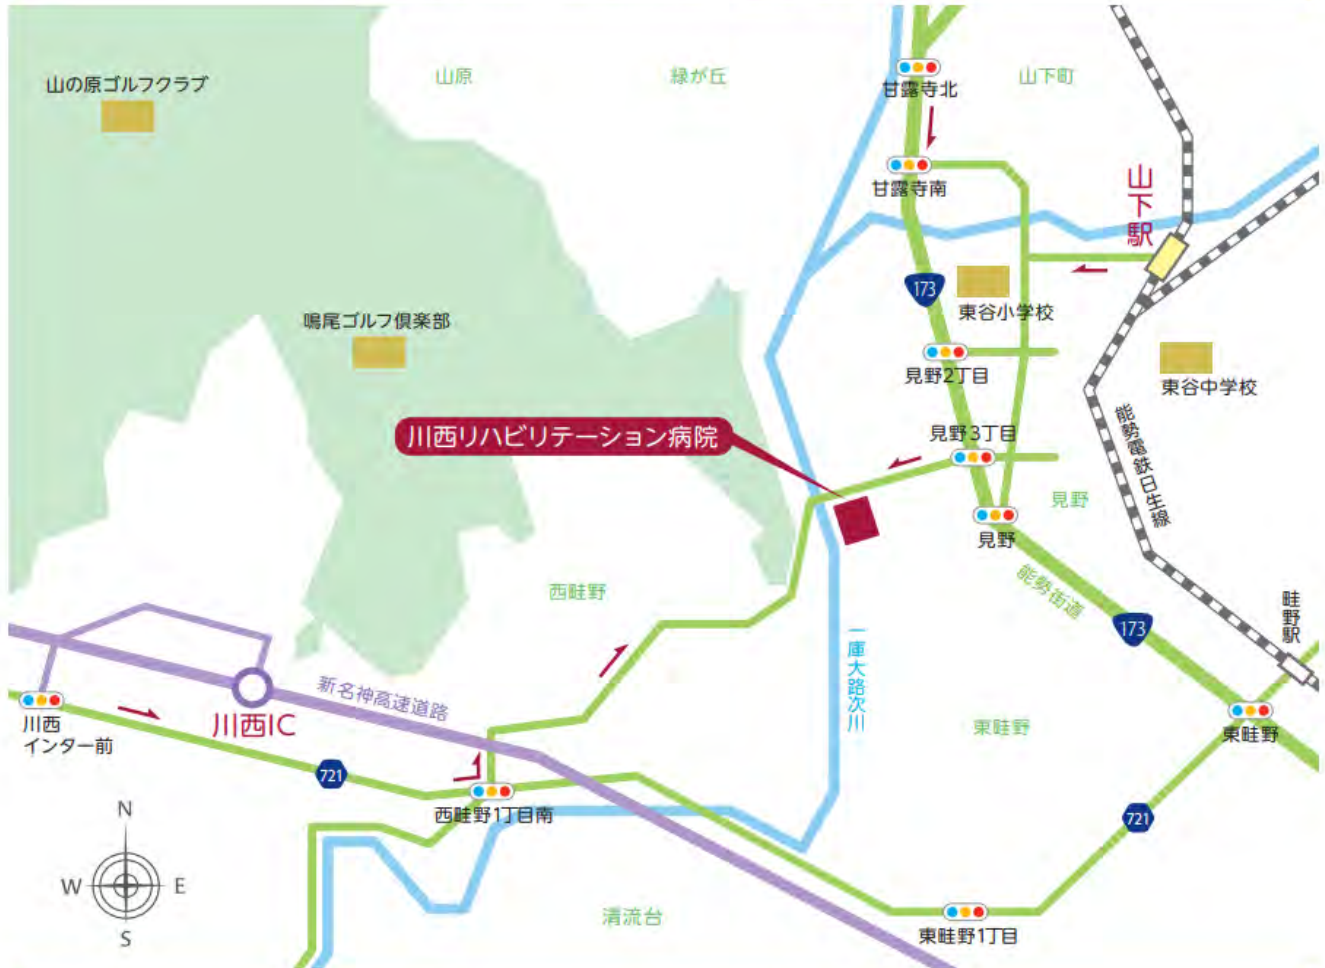 山原
緑が丘
甘露寺北
山下町
山の原ゴルフクラブ
甘露寺南
山下駅
173
東谷小学校
鳴尾ゴルフ倶楽部
見野2丁目
東谷中学校
川西リハビリテーション病院
見野3丁目
能勢電鉄日生線
見野
見野
西畦野
能勢街道
畦野駅
173
一庫大路次川
新名神高速道路
川西IC
川西
インター前
東畦野
東畦野
721
西畦野1丁目南
721
N
W
E
S
清流台
東畦野1丁目